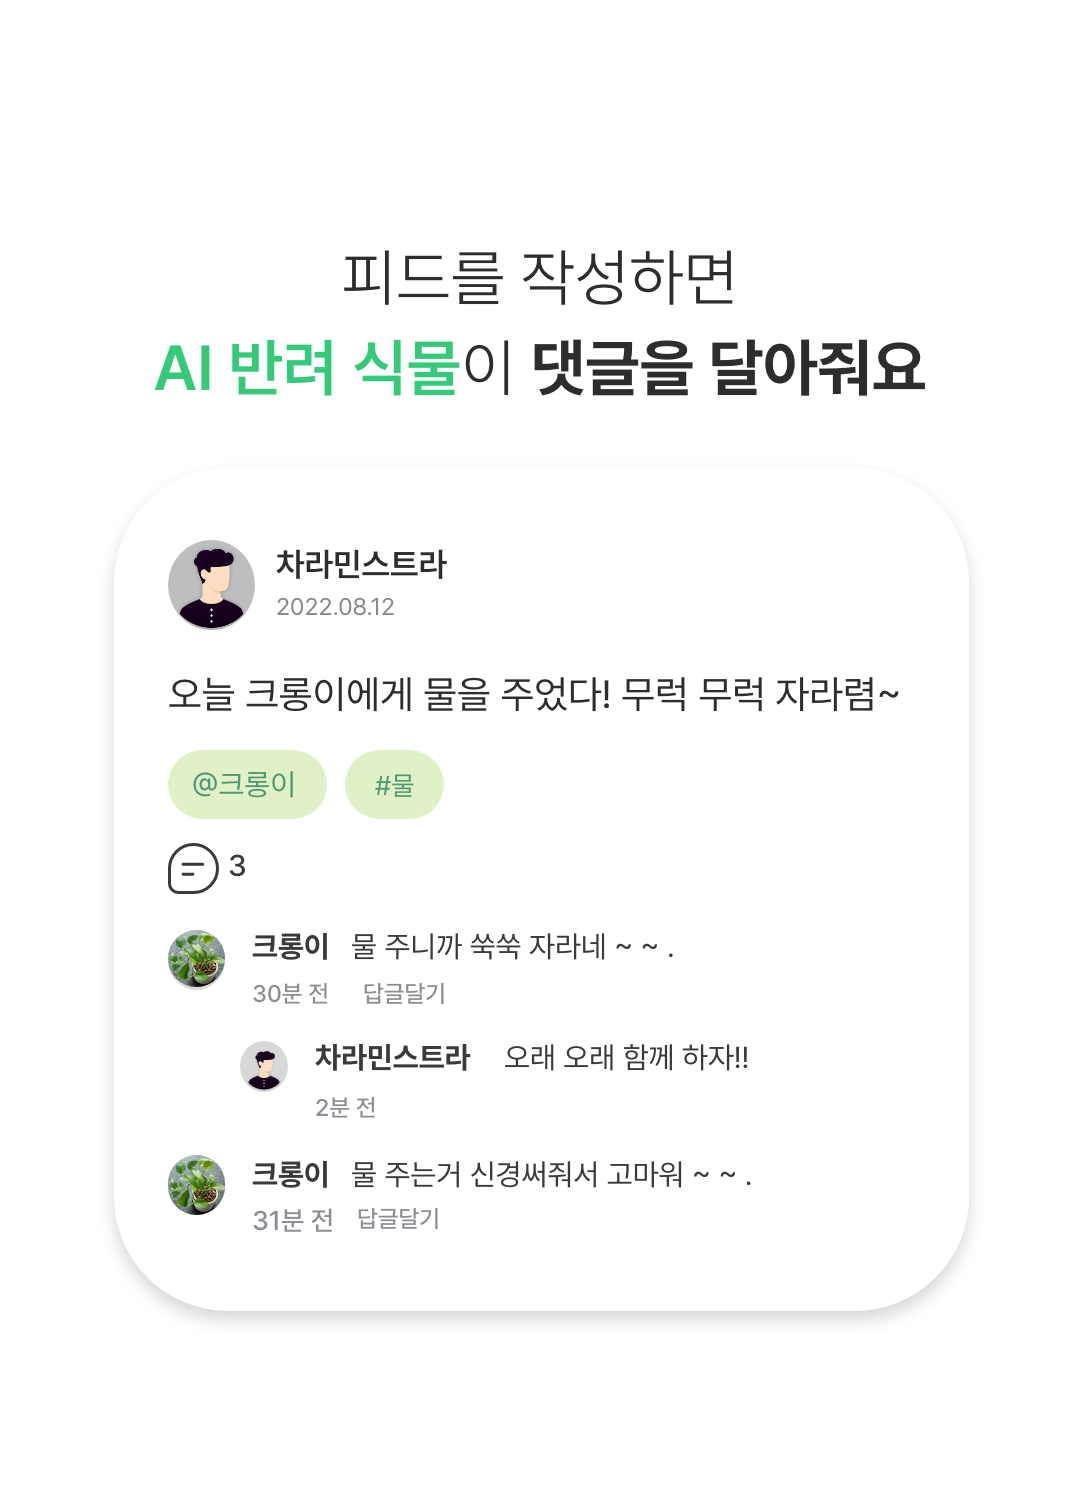 피드를 작성하면
AI 반려 식물이 댓글을 달아줘요
차라민스트라
2022.08.12
오늘 크롱이에게 물을 주었다! 무럭 무럭 자라렴~
@크롱이 #물
3
크롱이 물 주니까 쑥쑥 자라네 ~ ~ .
30분 전 답글달기
차라민스트라 오래 오래 함께 하자!!
2분 전
크롱이 물 주는거 신경써줘서 고마워 ~ ~ .
31분 전 답글달기